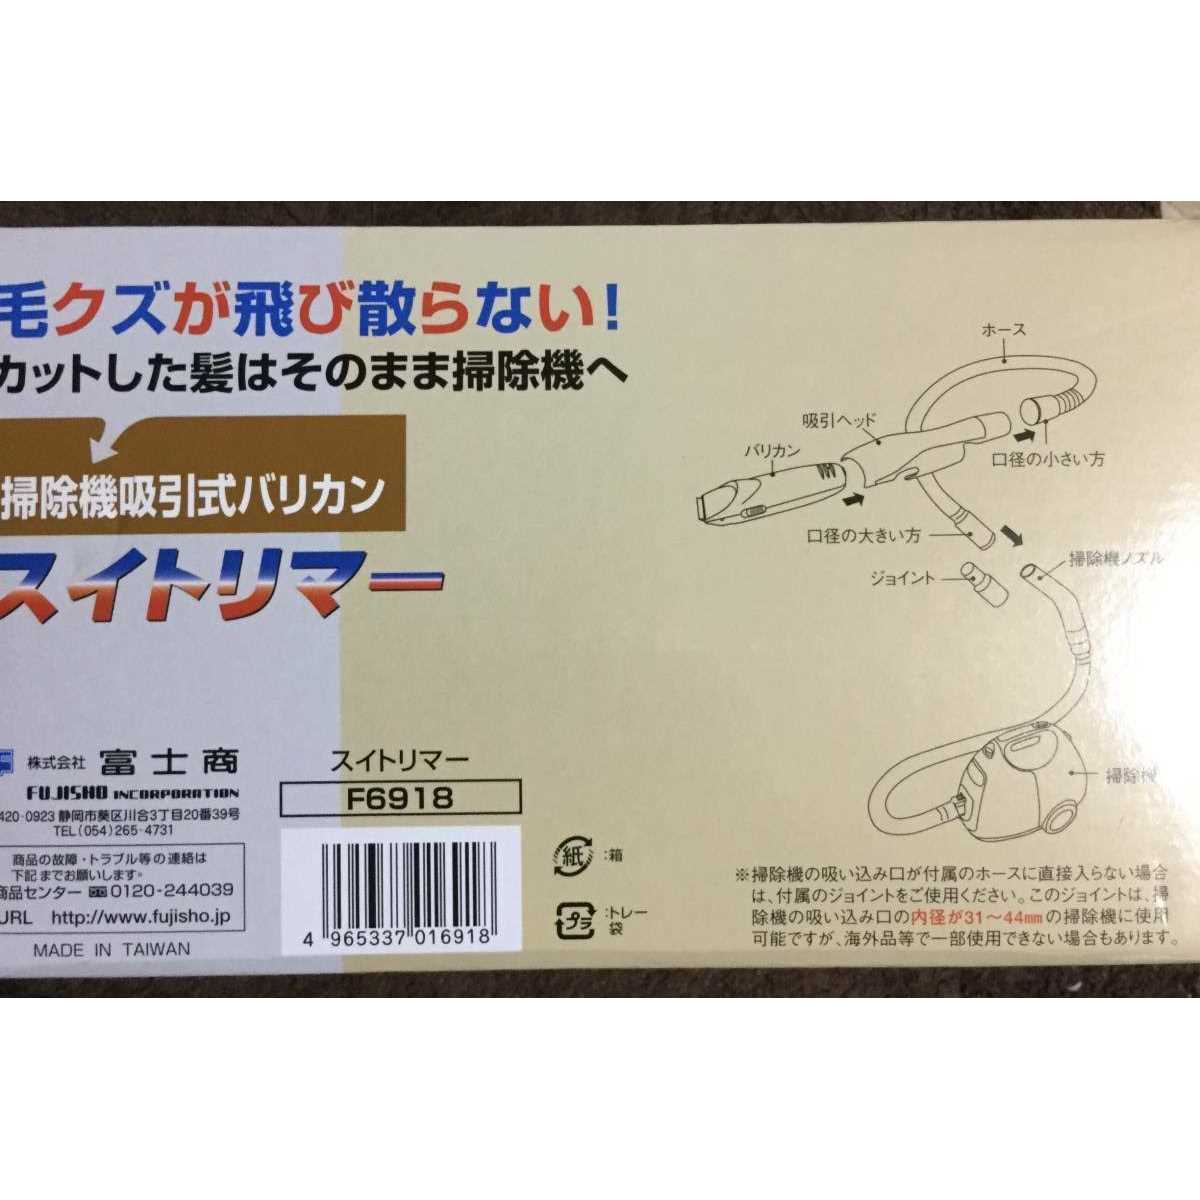 毛クズが飛び散らない!
カットした髪はそのまま掃除機へ
掃除機吸引式バリカン
スイトリマー
株式会社 富士商
FUJISHO INCORPORATION
420-0923 静岡市葵区川合3丁目20番39号
TEL(054)265-4731
商品の故障・トラブル等の連絡は
下記までお願いします。
商品センター 0120-244039
URL http://www.fujisho.jp
MADE IN TAIWAN
スイトリマー
F6918
4 965337 016918
紙 :箱
プラ :トレー
袋
ホース
吸引ヘッド
バリカン
口径の小さい方
口径の大きい方
ジョイント
掃除機ノズル
掃除機
※掃除機の吸い込み口が付属のホースに直接入らない場合
は、付属のジョイントをご使用ください。このジョイントは、掃
除機の吸い込み口の内径が31〜44mmの掃除機に使用
可能ですが、海外品等で一部使用できない場合もあります。